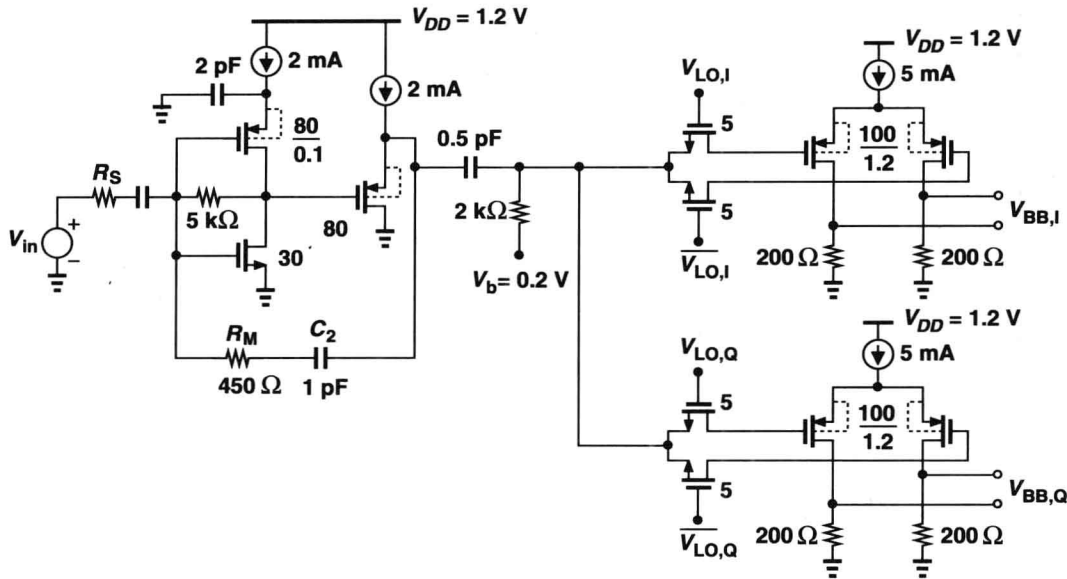 V_DD = 1.2 V
2 pF
2 mA
2 mA
80
0.1
0.5 pF
R_S
5 kΩ
80
2 kΩ
V_in
+
−
30
V_b = 0.2 V
R_M
C_2
450 Ω
1 pF
V_LO,I
5
5
V_LO,I
V_DD = 1.2 V
5 mA
100
1.2
V_BB,I
200 Ω
200 Ω
V_LO,Q
5
5
V_LO,Q
V_DD = 1.2 V
5 mA
100
1.2
V_BB,Q
200 Ω
200 Ω